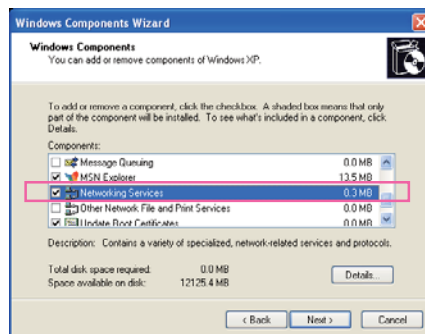 Windows Components Wizard
Windows Components
You can add or remove components of Windows XP.
To add or remove a component, click the checkbox. A shaded box means that only
part of the component will be installed. To see what's included in a component, click
Details.
Components:
Message Queuing 0.0 MB
MSN Explorer 13.5 MB
Networking Services 0.3 MB
Other Network File and Print Services 0.0 MB
Update Root Certificates 0.0 MB
Description: Contains a variety of specialized, network-related services and protocols.
Total disk space required: 0.0 MB
Space available on disk: 12125.4 MB
Details...
< Back Next > Cancel